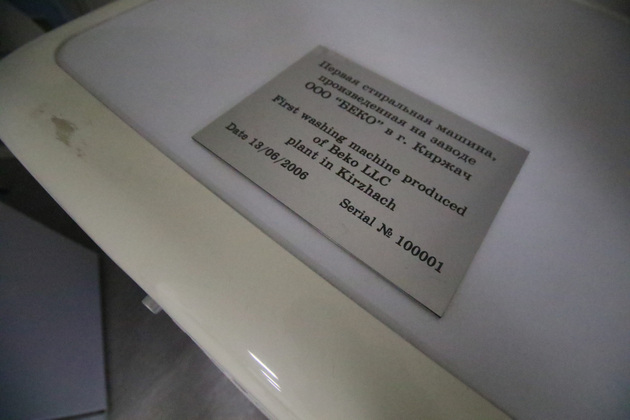 Первая стиральная машина,
произведенная на заводе
ООО "БЕКО" в г. Киржач
First washing machine produced
of Beko LLC
plant in Kirzhach
Date 13/06/2006
Serial № 100001